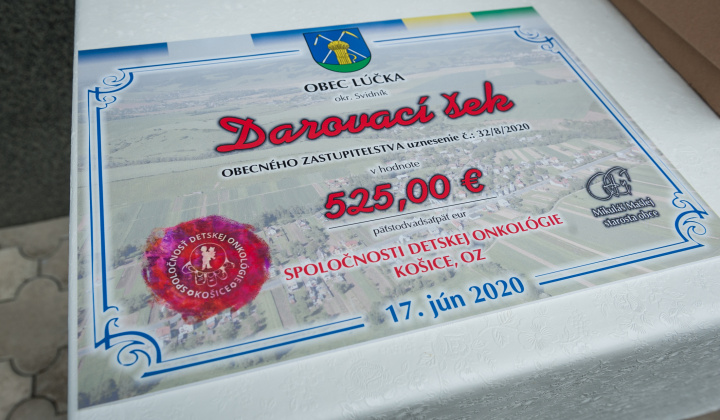 OBEC LÚČKA
okr. Svidník
Darovací šek
OBECNÉHO ZASTUPITEĽSTVA uznesenie č.: 32/8/2020
v hodnote
525,00 €
päťstodvadsaťpäť eur
SPOLOČNOSTI DETSKEJ ONKOLÓGIE
KOŠICE, OZ
Mikuláš Matlej
starosta obce
SPOLOČNOSŤ DETSKEJ ONKOLÓGIE
KOŠICE
17. jún 2020